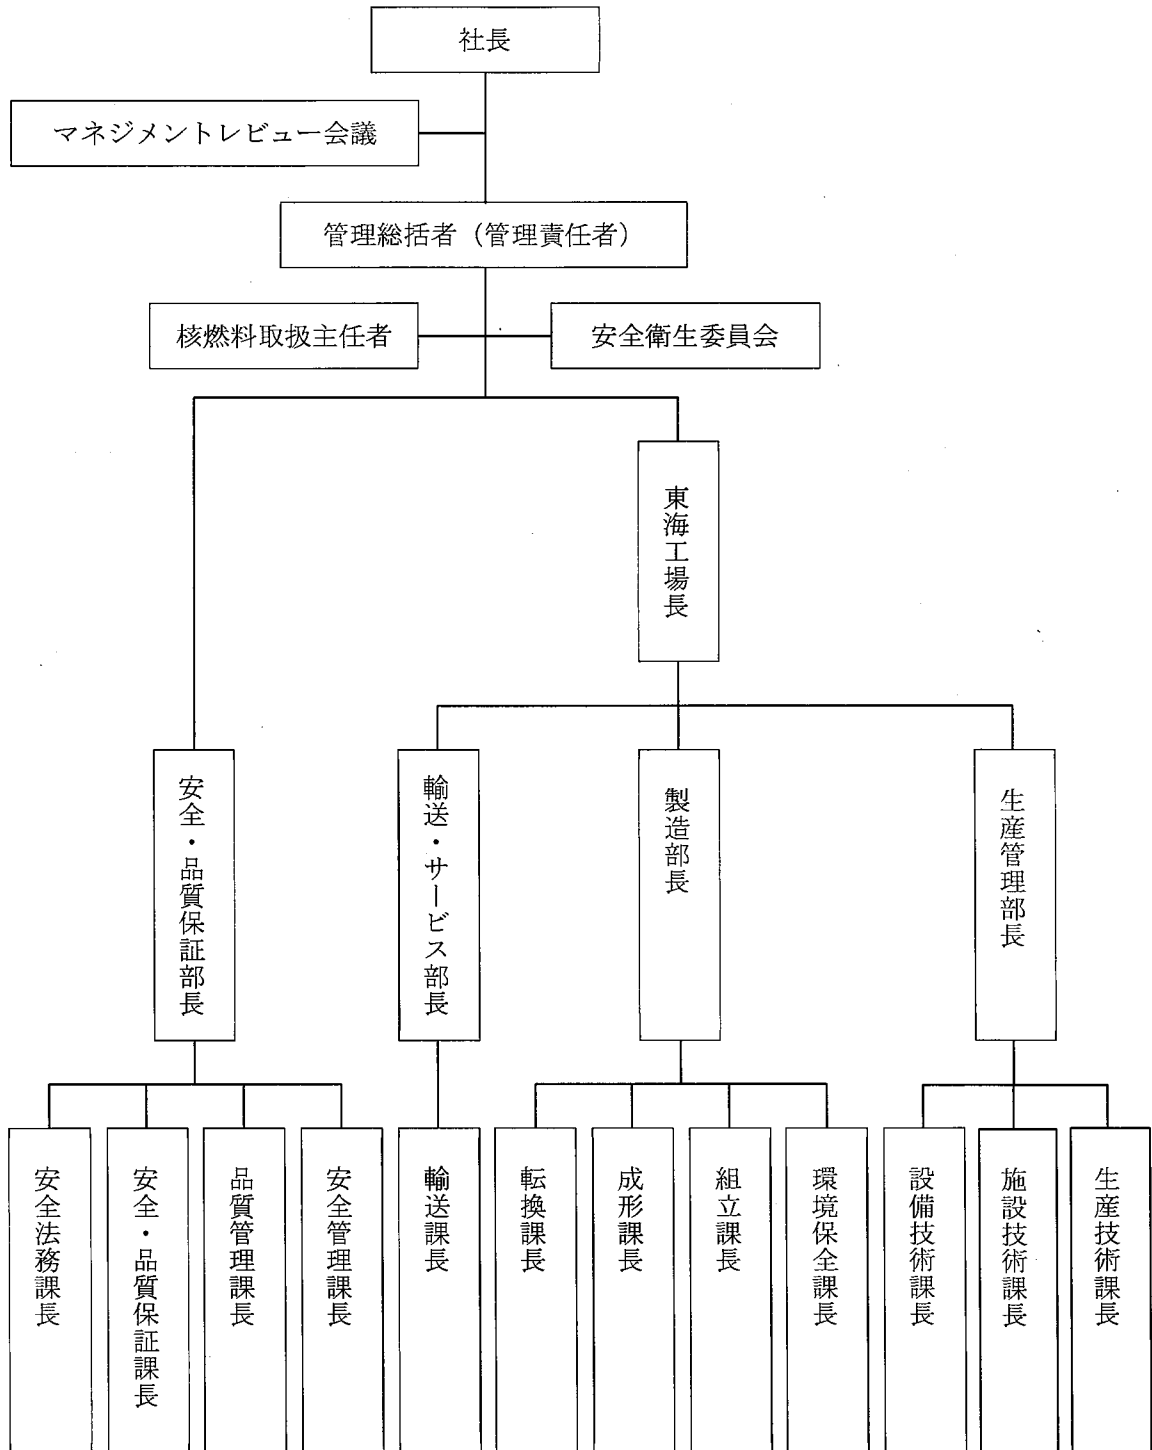 社長
マネジメントレビュー会議
管理総括者（管理責任者）
核燃料取扱主任者
安全衛生委員会
東海工場長
安全・品質保証部長
輸送・サービス部長
製造部長
生産管理部長
安全法務課長
安全・品質保証課長
品質管理課長
安全管理課長
輸送課長
転換課長
成形課長
組立課長
環境保全課長
設備技術課長
施設技術課長
生産技術課長